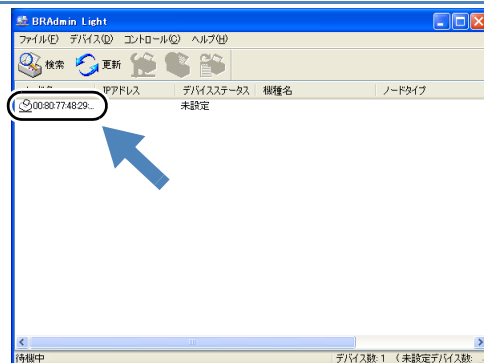 BRAdmin Light
ファイル(F) デバイス(D) コントロール(C) ヘルプ(H)
検索 更新
IPアドレス デバイスステータス 機種名 ノードタイプ
00:80:77:48:29:... 未設定
待機中 デバイス数: 1 (未設定デバイス数: